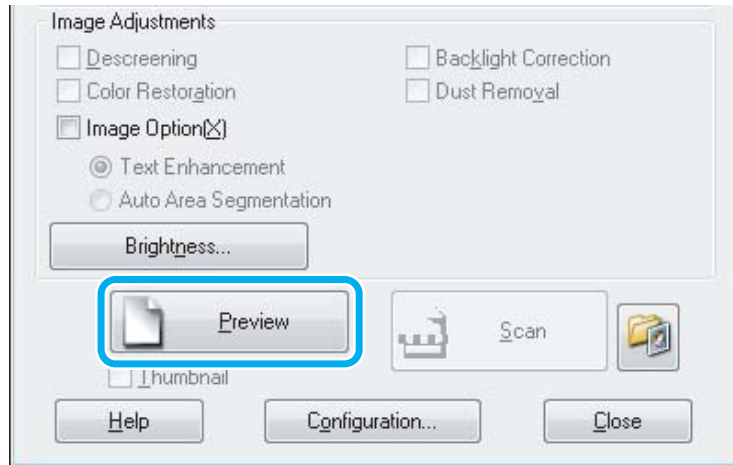 Image Adjustments
Descreening Backlight Correction
Color Restoration Dust Removal
Image Option(X)
Text Enhancement
Auto Area Segmentation
Brightness...
Preview Scan
Thumbnail
Help Configuration... Close